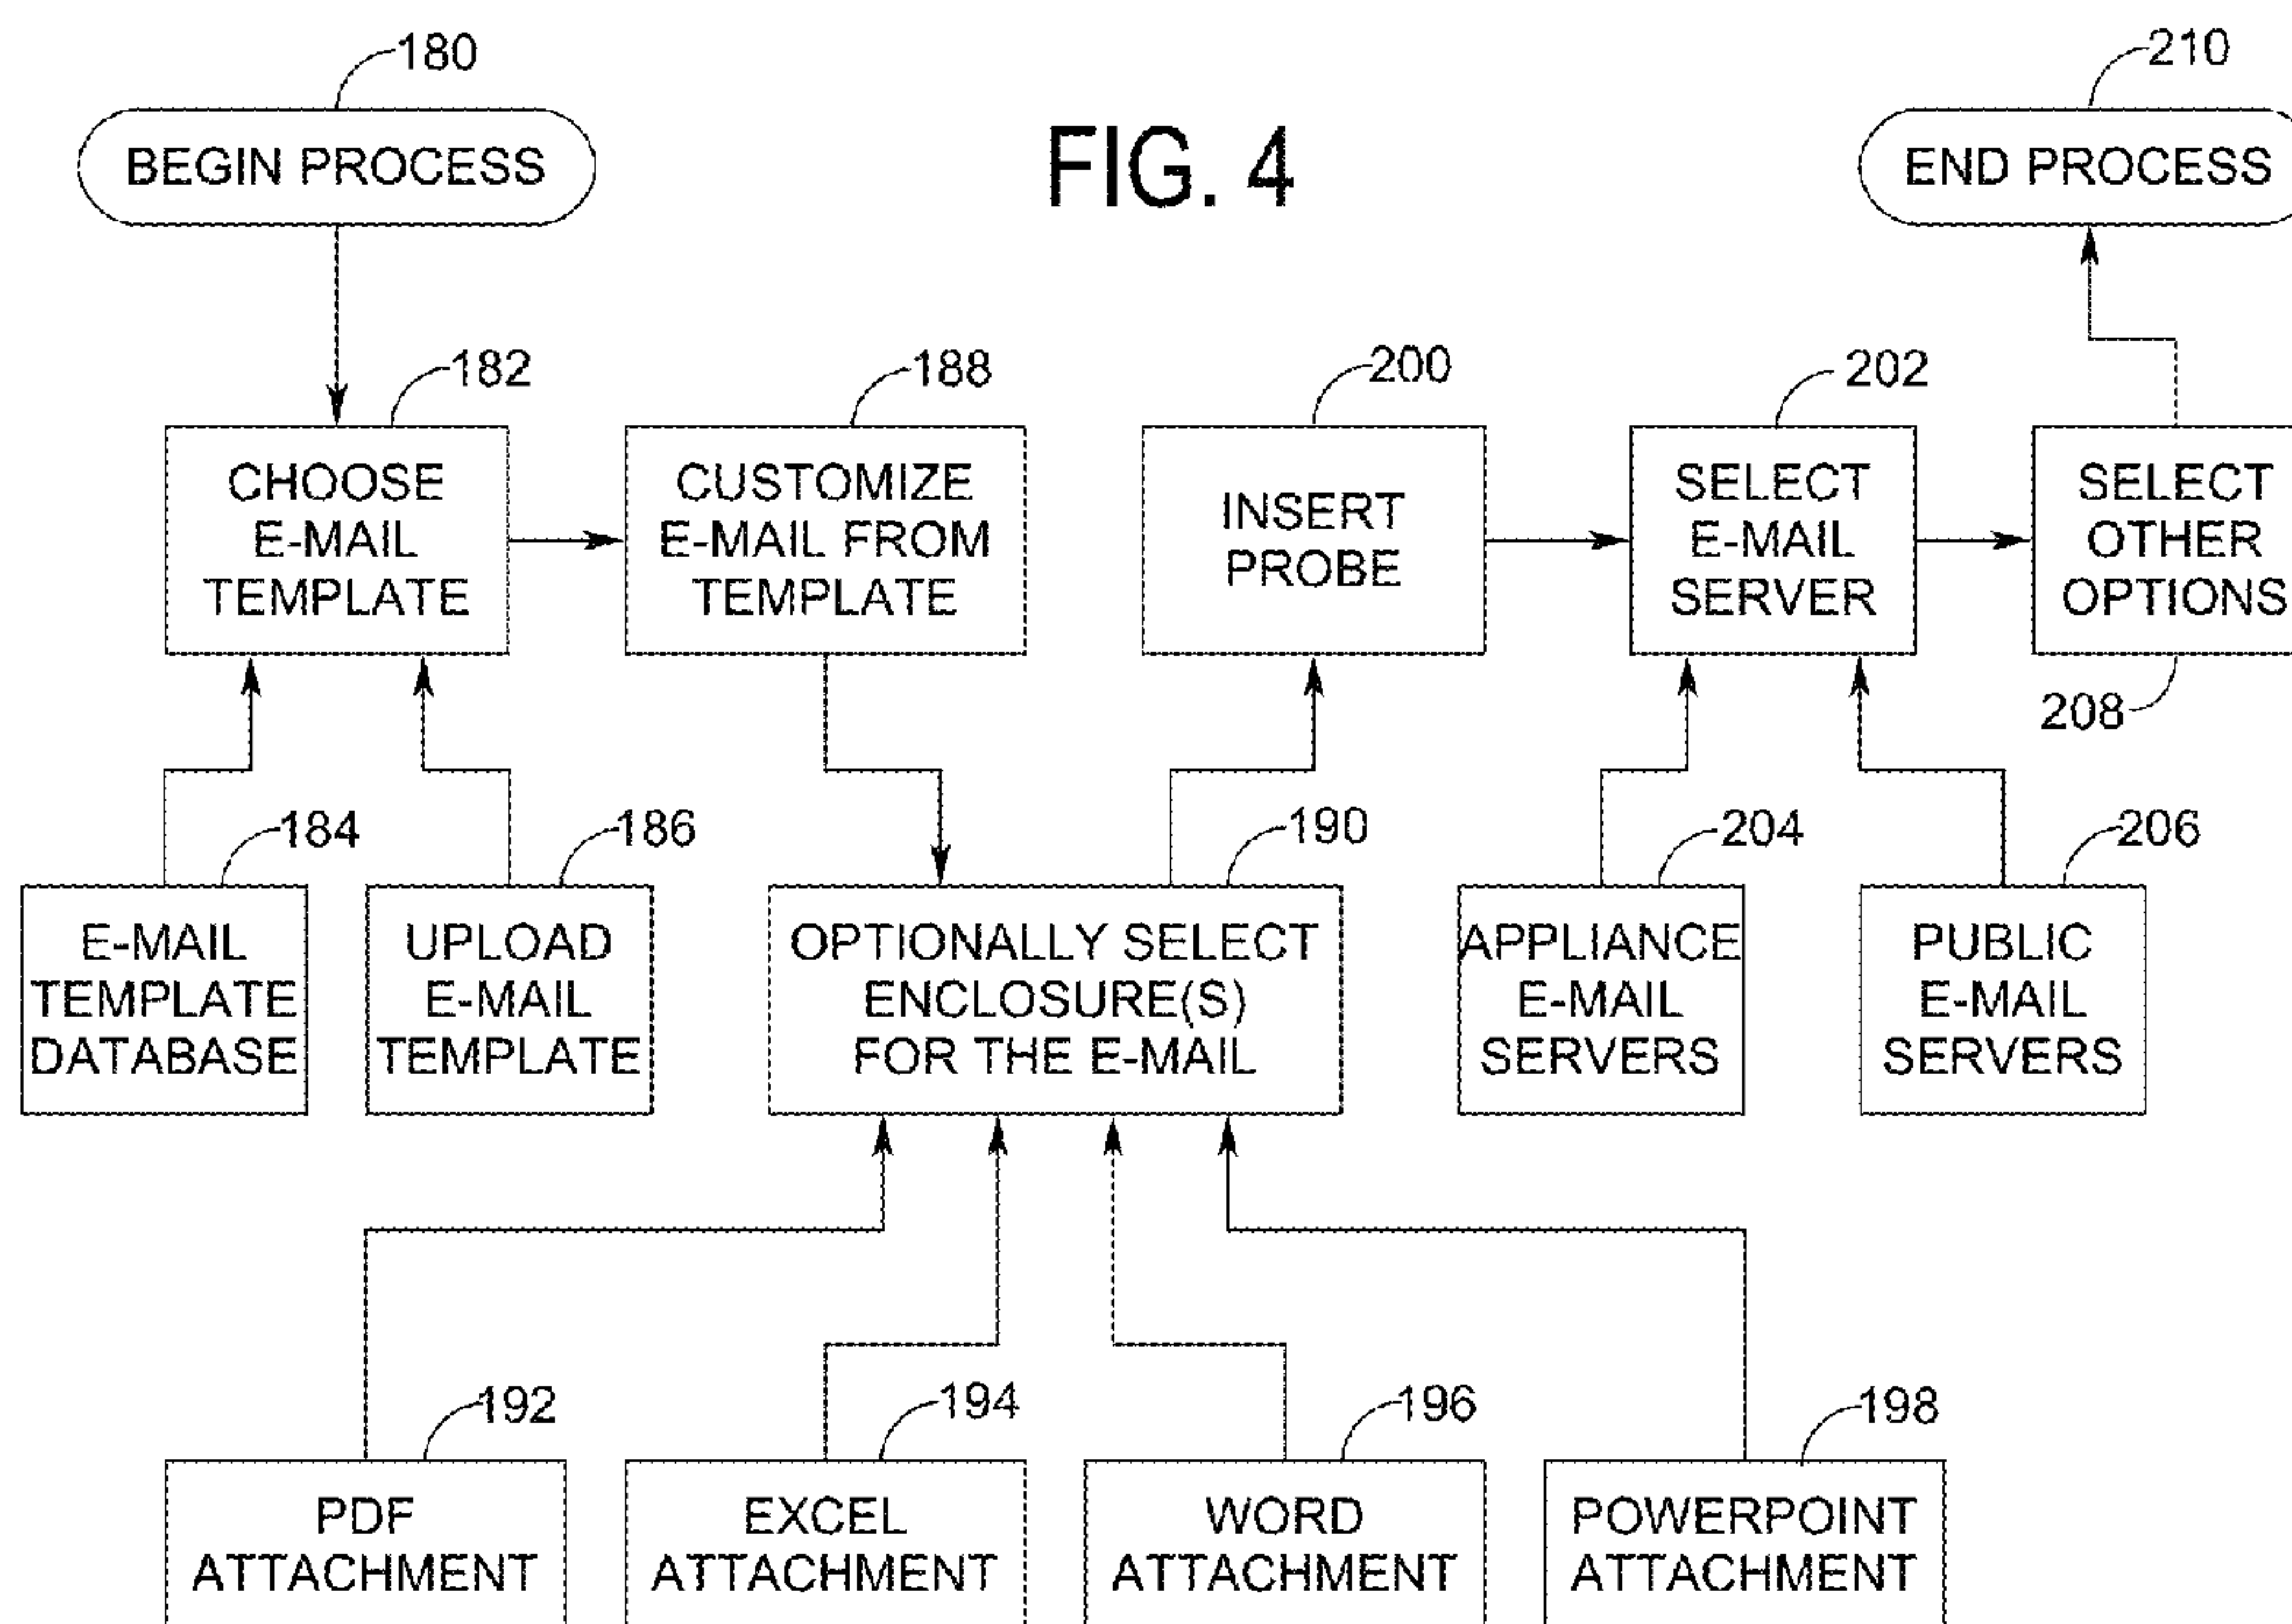 180
210
BEGIN PROCESS
FIG. 4
END PROCESS
182
188
200
202
CHOOSE
E-MAIL
TEMPLATE
CUSTOMIZE
E-MAIL FROM
TEMPLATE
INSERT
PROBE
SELECT
E-MAIL
SERVER
SELECT
OTHER
OPTIONS
208
184
186
190
204
206
E-MAIL
TEMPLATE
DATABASE
UPLOAD
E-MAIL
TEMPLATE
OPTIONALLY SELECT
ENCLOSURE(S)
FOR THE E-MAIL
APPLIANCE
E-MAIL
SERVERS
PUBLIC
E-MAIL
SERVERS
192
194
196
198
PDF
ATTACHMENT
EXCEL
ATTACHMENT
WORD
ATTACHMENT
POWERPOINT
ATTACHMENT